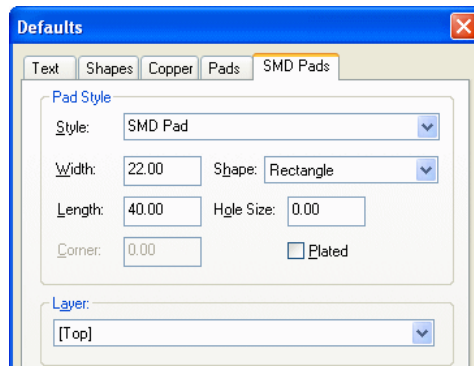 Defaults
Text Shapes Copper Pads SMD Pads
Pad Style
Style: SMD Pad
Width: 22.00 Shape: Rectangle
Length: 40.00 Hole Size: 0.00
Corner: 0.00 Plated
Layer:
[Top]